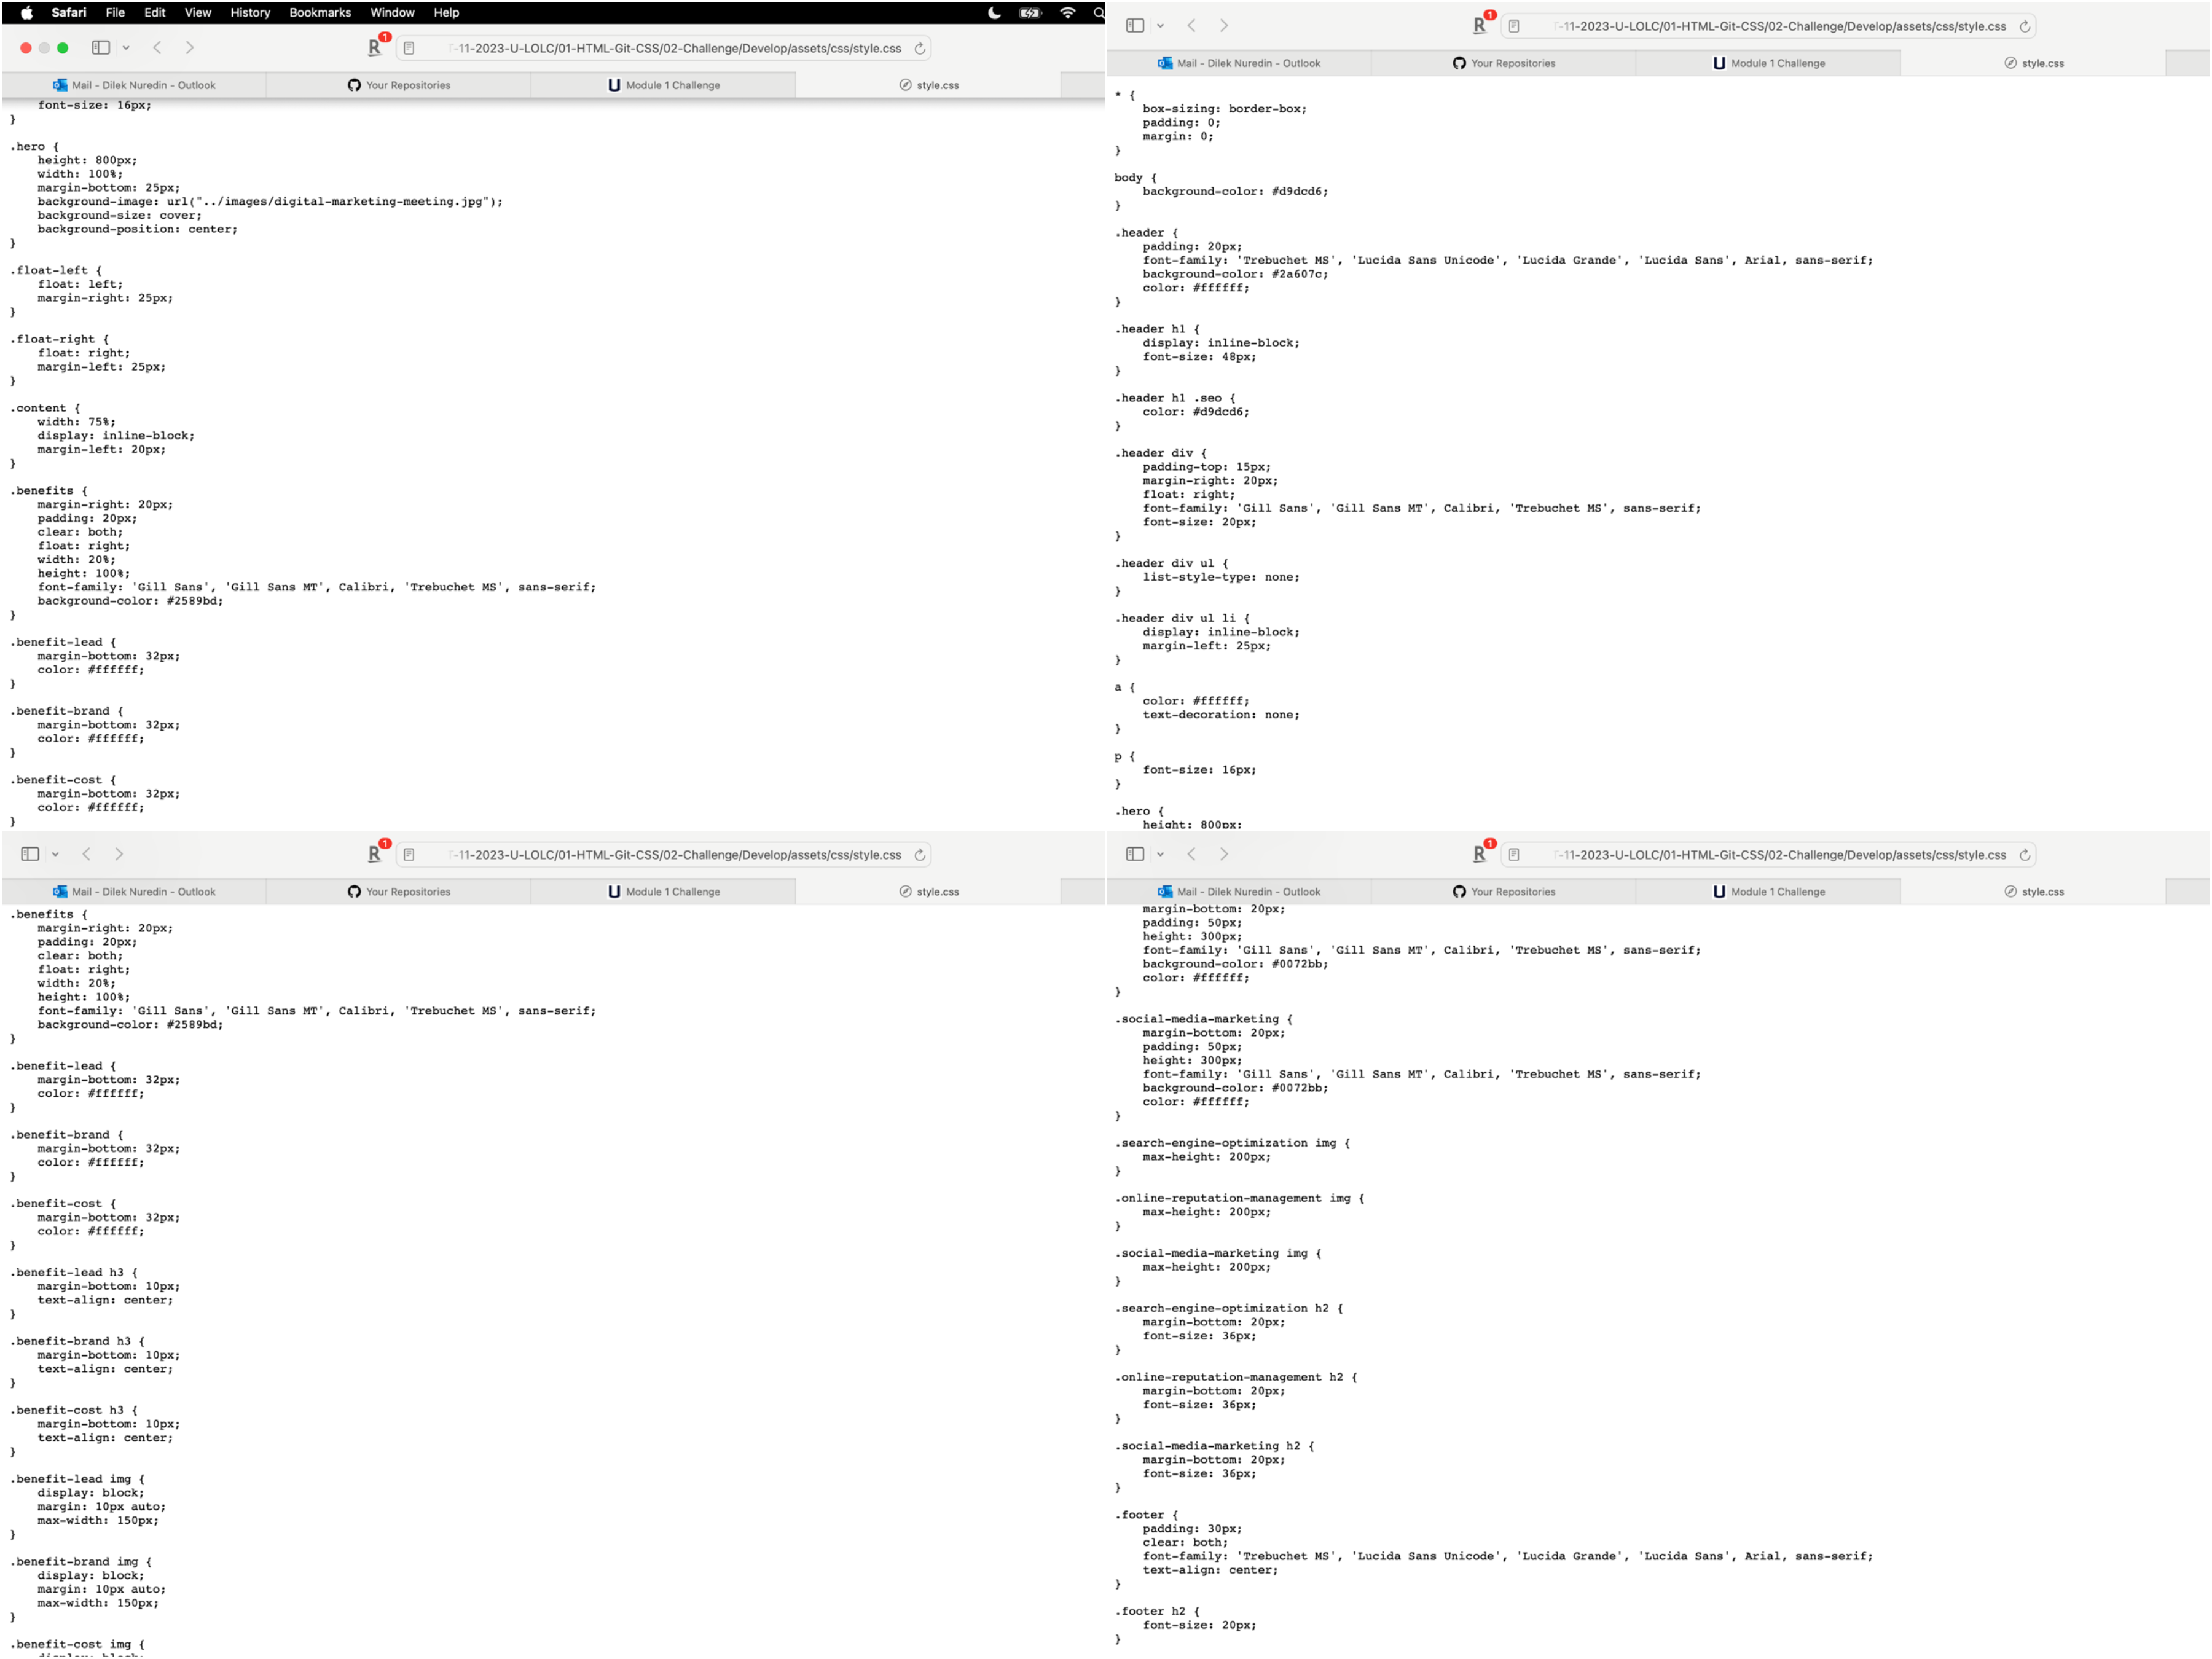 Safari File Edit View History Bookmarks Window Help
R 1 -11-2023-U-LOLC/01-HTML-Git-CSS/02-Challenge/Develop/assets/css/style.css
Mail – Dilek Nuredin – Outlook Your Repositories Module 1 Challenge style.css
font-size: 16px;
}
.hero {
height: 800px;
width: 100%;
margin-bottom: 25px;
background-image: url("../images/digital-marketing-meeting.jpg");
background-size: cover;
background-position: center;
}
.float-left {
float: left;
margin-right: 25px;
}
.float-right {
float: right;
margin-left: 25px;
}
.content {
width: 75%;
display: inline-block;
margin-left: 20px;
}
.benefits {
margin-right: 20px;
padding: 20px;
clear: both;
float: right;
width: 20%;
height: 100%;
font-family: 'Gill Sans', 'Gill Sans MT', Calibri, 'Trebuchet MS', sans-serif;
background-color: #2589bd;
}
.benefit-lead {
margin-bottom: 32px;
color: #ffffff;
}
.benefit-brand {
margin-bottom: 32px;
color: #ffffff;
}
.benefit-cost {
margin-bottom: 32px;
color: #ffffff;
}
R 1 -11-2023-U-LOLC/01-HTML-Git-CSS/02-Challenge/Develop/assets/css/style.css
Mail – Dilek Nuredin – Outlook Your Repositories Module 1 Challenge style.css
* {
box-sizing: border-box;
padding: 0;
margin: 0;
}
body {
background-color: #d9dcd6;
}
.header {
padding: 20px;
font-family: 'Trebuchet MS', 'Lucida Sans Unicode', 'Lucida Grande', 'Lucida Sans', Arial, sans-serif;
background-color: #2a607c;
color: #ffffff;
}
.header h1 {
display: inline-block;
font-size: 48px;
}
.header h1 .seo {
color: #d9dcd6;
}
.header div {
padding-top: 15px;
margin-right: 20px;
float: right;
font-family: 'Gill Sans', 'Gill Sans MT', Calibri, 'Trebuchet MS', sans-serif;
font-size: 20px;
}
.header div ul {
list-style-type: none;
}
.header div ul li {
display: inline-block;
margin-left: 25px;
}
a {
color: #ffffff;
text-decoration: none;
}
p {
font-size: 16px;
}
.hero {
height: 800px;
R 1 -11-2023-U-LOLC/01-HTML-Git-CSS/02-Challenge/Develop/assets/css/style.css
Mail – Dilek Nuredin – Outlook Your Repositories Module 1 Challenge style.css
.benefits {
margin-right: 20px;
padding: 20px;
clear: both;
float: right;
width: 20%;
height: 100%;
font-family: 'Gill Sans', 'Gill Sans MT', Calibri, 'Trebuchet MS', sans-serif;
background-color: #2589bd;
}
.benefit-lead {
margin-bottom: 32px;
color: #ffffff;
}
.benefit-brand {
margin-bottom: 32px;
color: #ffffff;
}
.benefit-cost {
margin-bottom: 32px;
color: #ffffff;
}
.benefit-lead h3 {
margin-bottom: 10px;
text-align: center;
}
.benefit-brand h3 {
margin-bottom: 10px;
text-align: center;
}
.benefit-cost h3 {
margin-bottom: 10px;
text-align: center;
}
.benefit-lead img {
display: block;
margin: 10px auto;
max-width: 150px;
}
.benefit-brand img {
display: block;
margin: 10px auto;
max-width: 150px;
}
.benefit-cost img {
R 1 -11-2023-U-LOLC/01-HTML-Git-CSS/02-Challenge/Develop/assets/css/style.css
Mail – Dilek Nuredin – Outlook Your Repositories Module 1 Challenge style.css
margin-bottom: 20px;
padding: 50px;
height: 300px;
font-family: 'Gill Sans', 'Gill Sans MT', Calibri, 'Trebuchet MS', sans-serif;
background-color: #0072bb;
color: #ffffff;
}
.social-media-marketing {
margin-bottom: 20px;
padding: 50px;
height: 300px;
font-family: 'Gill Sans', 'Gill Sans MT', Calibri, 'Trebuchet MS', sans-serif;
background-color: #0072bb;
color: #ffffff;
}
.search-engine-optimization img {
max-height: 200px;
}
.online-reputation-management img {
max-height: 200px;
}
.social-media-marketing img {
max-height: 200px;
}
.search-engine-optimization h2 {
margin-bottom: 20px;
font-size: 36px;
}
.online-reputation-management h2 {
margin-bottom: 20px;
font-size: 36px;
}
.social-media-marketing h2 {
margin-bottom: 20px;
font-size: 36px;
}
.footer {
padding: 30px;
clear: both;
font-family: 'Trebuchet MS', 'Lucida Sans Unicode', 'Lucida Grande', 'Lucida Sans', Arial, sans-serif;
text-align: center;
}
.footer h2 {
font-size: 20px;
}